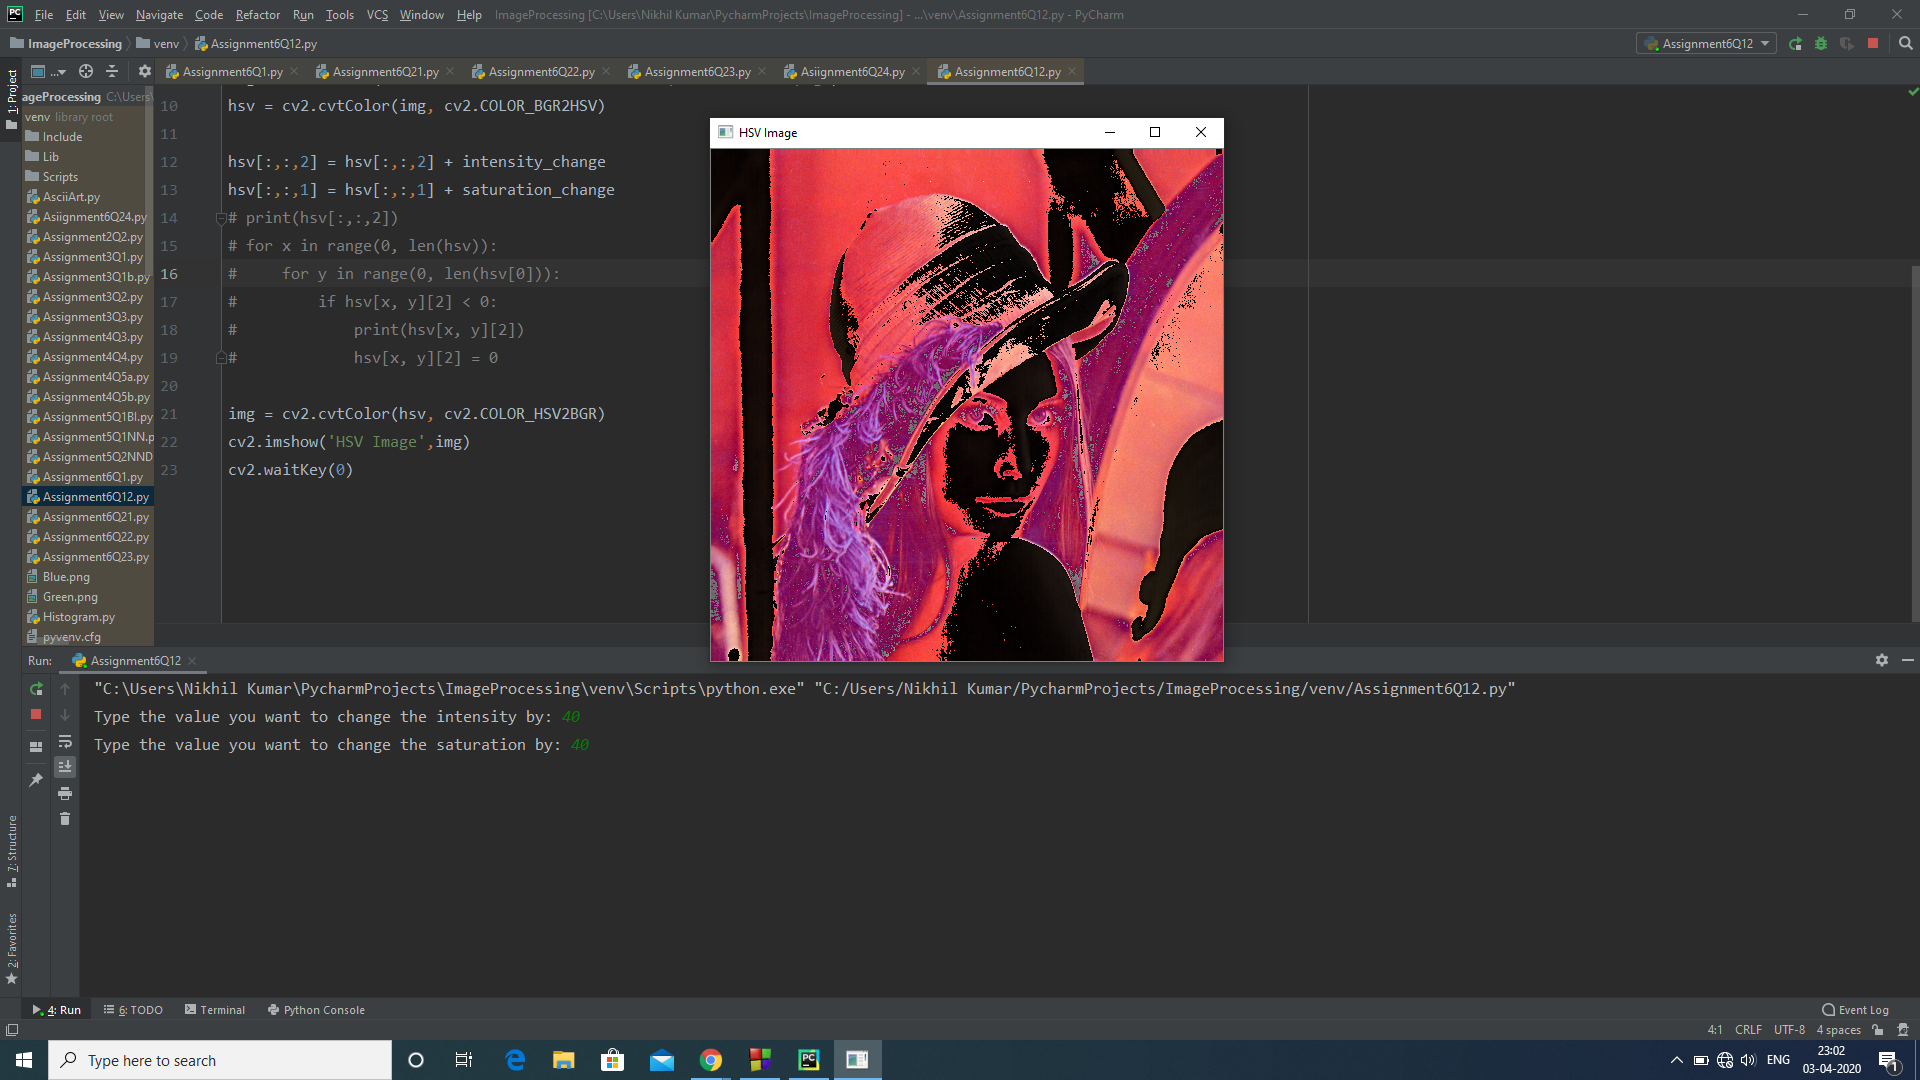 File Edit View Navigate Code Refactor Run Tools VCS Window Help ImageProcessing [C:\Users\Nikhil Kumar\PycharmProjects\ImageProcessing] - ...\venv\Assignment6Q12.py - PyCharm
ImageProcessing venv Assignment6Q12.py
Assignment6Q12
Assignment6Q1.py Assignment6Q21.py Assignment6Q22.py Assignment6Q23.py Asiignment6Q24.py Assignment6Q12.py
1: Project
ageProcessing C:\Users\
venv library root
Include
Lib
Scripts
AsciiArt.py
Asiignment6Q24.py
Assignment2Q2.py
Assignment3Q1.py
Assignment3Q1b.py
Assignment3Q2.py
Assignment3Q3.py
Assignment4Q3.py
Assignment4Q4.py
Assignment4Q5a.py
Assignment4Q5b.py
Assignment5Q1BI.py
Assignment5Q1NN.p
Assignment5Q2NND
Assignment6Q1.py
Assignment6Q12.py
Assignment6Q21.py
Assignment6Q22.py
Assignment6Q23.py
Blue.png
Green.png
Histogram.py
pyvenv.cfg
10 hsv = cv2.cvtColor(img, cv2.COLOR_BGR2HSV)
11
12 hsv[:,:,2] = hsv[:,:,2] + intensity_change
13 hsv[:,:,1] = hsv[:,:,1] + saturation_change
14 # print(hsv[:,:,2])
15 # for x in range(0, len(hsv)):
16 #     for y in range(0, len(hsv[0])):
17 #         if hsv[x, y][2] < 0:
18 #             print(hsv[x, y][2])
19 #             hsv[x, y][2] = 0
20
21 img = cv2.cvtColor(hsv, cv2.COLOR_HSV2BGR)
22 cv2.imshow('HSV Image',img)
23 cv2.waitKey(0)
HSV Image
Run: Assignment6Q12
"C:\Users\Nikhil Kumar\PycharmProjects\ImageProcessing\venv\Scripts\python.exe" "C:/Users/Nikhil Kumar/PycharmProjects/ImageProcessing/venv/Assignment6Q12.py"
Type the value you want to change the intensity by: 40
Type the value you want to change the saturation by: 40
7: Structure
2: Favorites
4: Run 6: TODO Terminal Python Console Event Log
4:1 CRLF UTF-8 4 spaces
Type here to search
ENG
23:02
03-04-2020
1